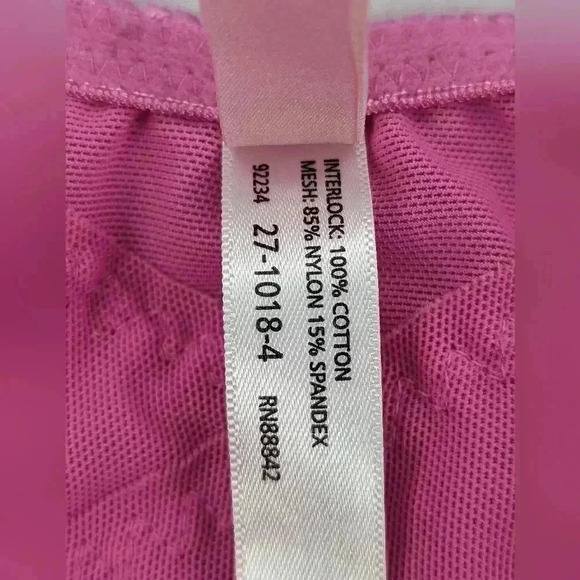 INTERLOCK: 100% COTTON
MESH: 85% NYLON 15% SPANDEX
92234 27-1018-4 RN88842